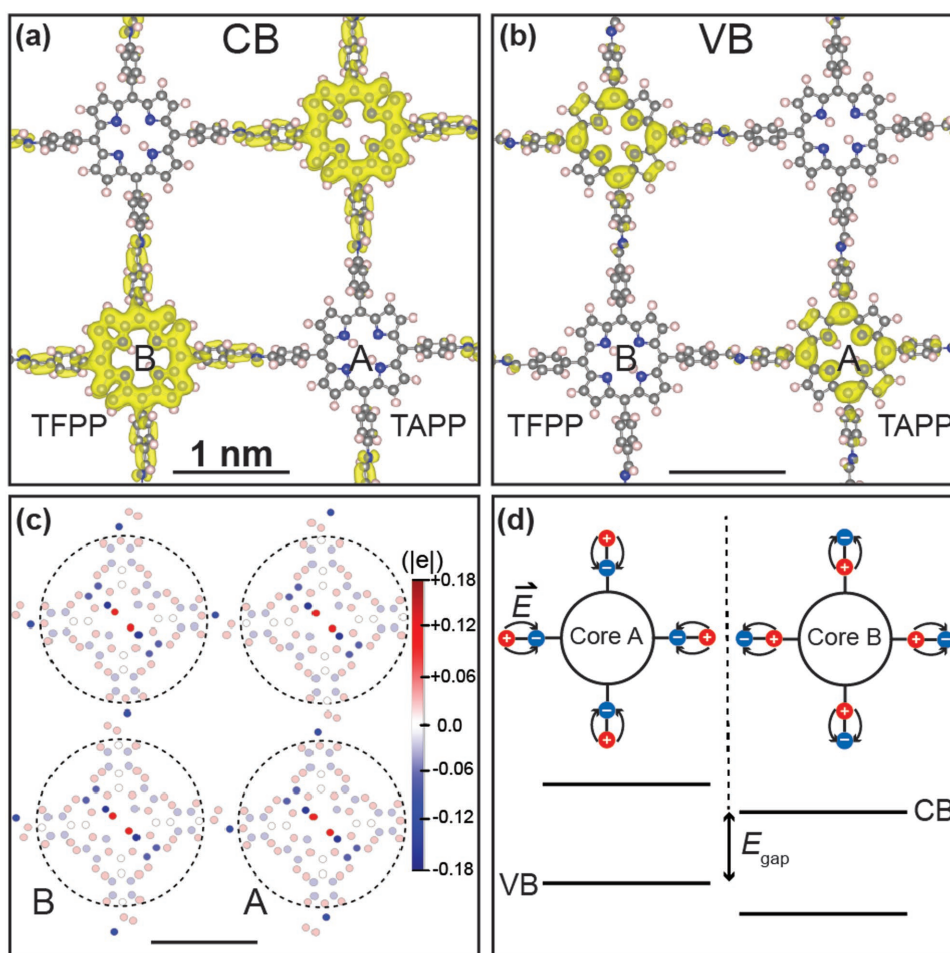 (a)
CB
B
A
TFPP
TAPP
1 nm
(b)
VB
B
A
TFPP
TAPP
(c)
(|e|)
+0.18
+0.12
+0.06
0.0
-0.06
-0.12
-0.18
B
A
(d)
E
+
−
−
+
Core A
Core B
+
−
−
+
−
+
+
−
−
+
+
−
CB
E gap
VB